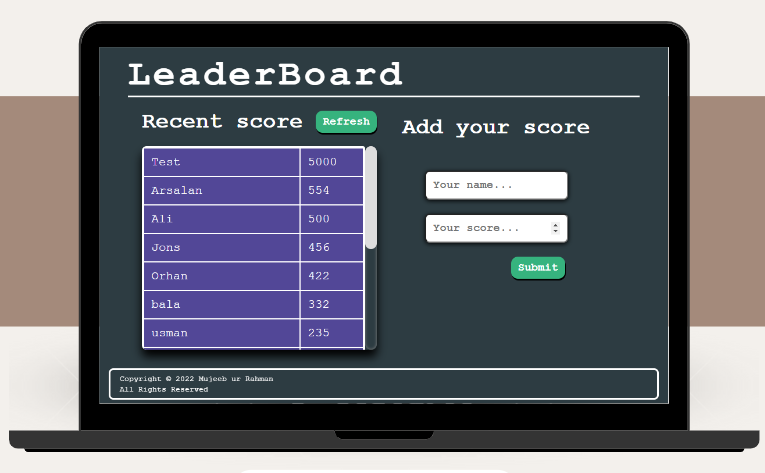 LeaderBoard
Recent score
Refresh
Test 5000
Arsalan 554
Ali 500
Jons 456
Orhan 422
bala 332
usman 235
Add your score
Your name...
Your score...
Submit
Copyright © 2022 Mujeeb ur Rahman
All Rights Reserved